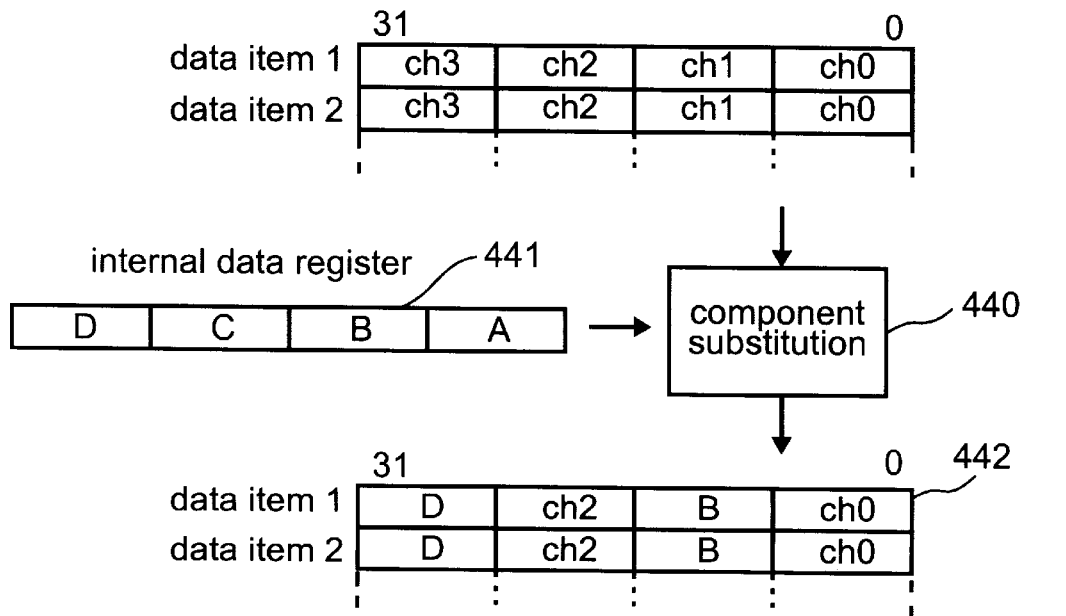 31 0
data item 1 ch3 ch2 ch1 ch0
data item 2 ch3 ch2 ch1 ch0
internal data register 441
D C B A
component
substitution
440
31 0
442
data item 1 D ch2 B ch0
data item 2 D ch2 B ch0